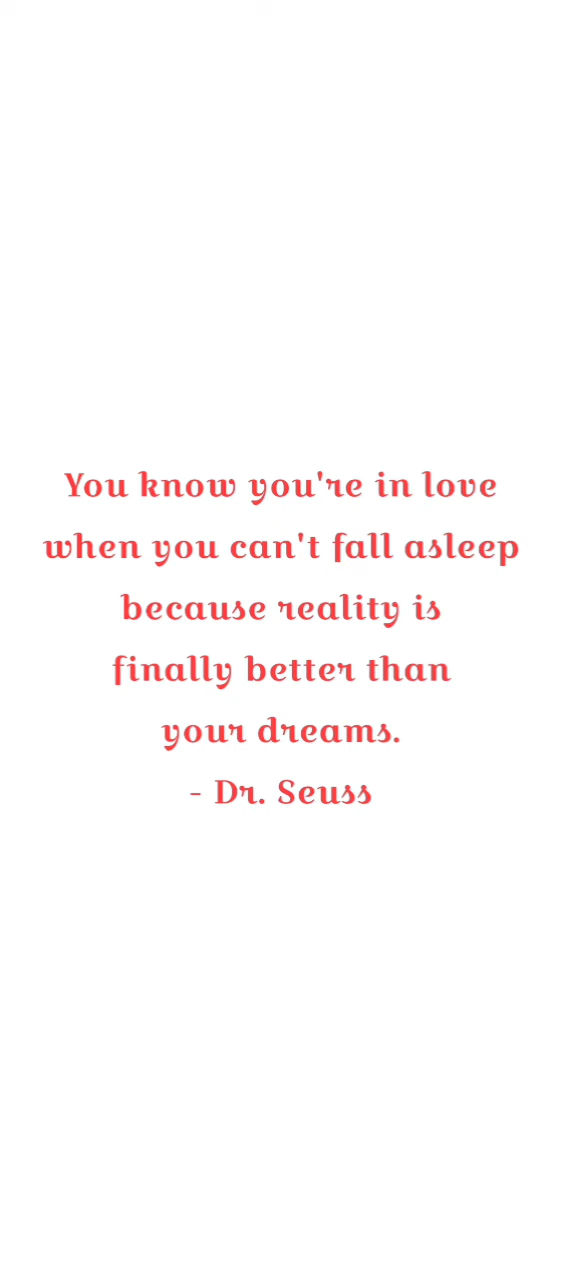 You know you're in love
when you can't fall asleep
because reality is
finally better than
your dreams.
- Dr. Seuss